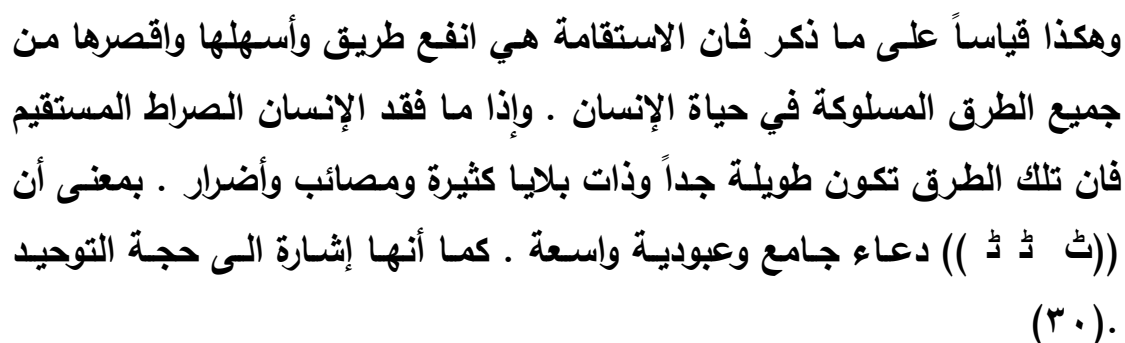 وهكذا قياساً على ما ذكر فان الاستقامة هي انفع طريق وأسهلها واقصرها من
جميع الطرق المسلوكة في حياة الإنسان . وإذا ما فقد الإنسان الصراط المستقيم
فان تلك الطرق تكون طويلة جداً وذات بلايا كثيرة ومصائب وأضرار . بمعنى أن
((ٹ ٹ ٹ )) دعاء جامع وعبودية واسعة . كما أنها إشارة الى حجة التوحيد
.(٣٠)